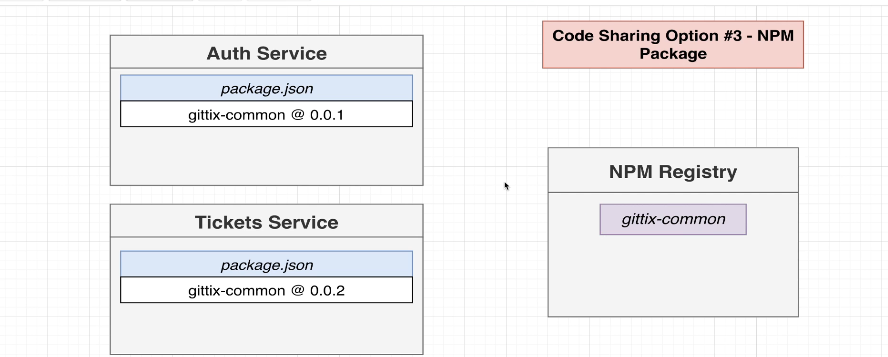 Auth Service
package.json
gittix-common @ 0.0.1
Tickets Service
package.json
gittix-common @ 0.0.2
Code Sharing Option #3 - NPM
Package
NPM Registry
gittix-common